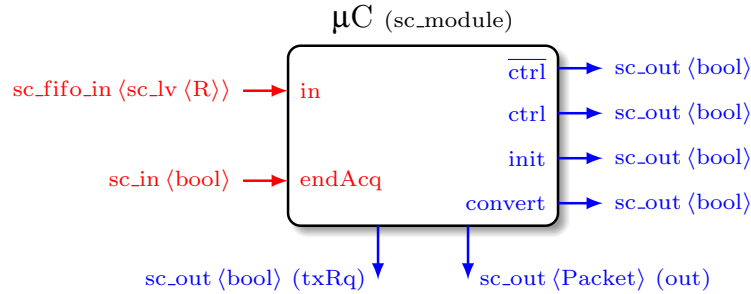 μC (sc_module)
ctrl sc_out ⟨bool⟩
sc_fifo_in ⟨sc_lv ⟨R⟩⟩ in
ctrl sc_out ⟨bool⟩
init sc_out ⟨bool⟩
sc_in ⟨bool⟩ endAcq
convert sc_out ⟨bool⟩
sc_out ⟨bool⟩ (txRq) sc_out ⟨Packet⟩ (out)